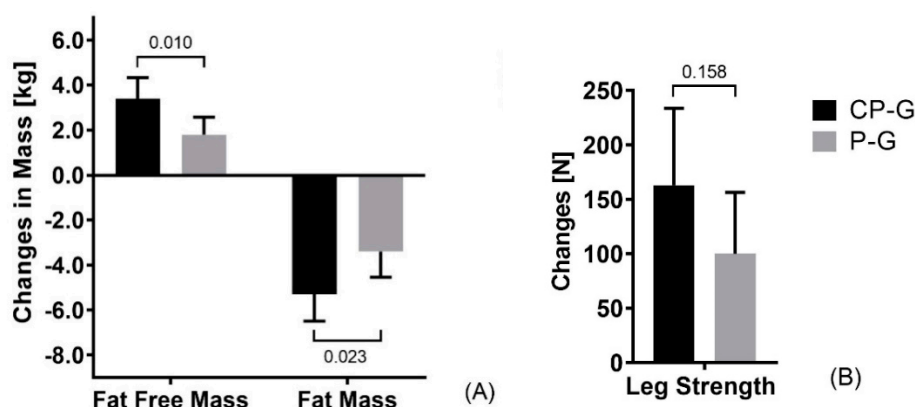 Changes in Mass [kg]
6.0
4.0
2.0
0.0
-2.0
-4.0
-6.0
-8.0
0.010
0.023
Fat Free Mass
Fat Mass
(A)
Changes [N]
250
200
150
100
50
0
0.158
Leg Strength
(B)
CP-G
P-G